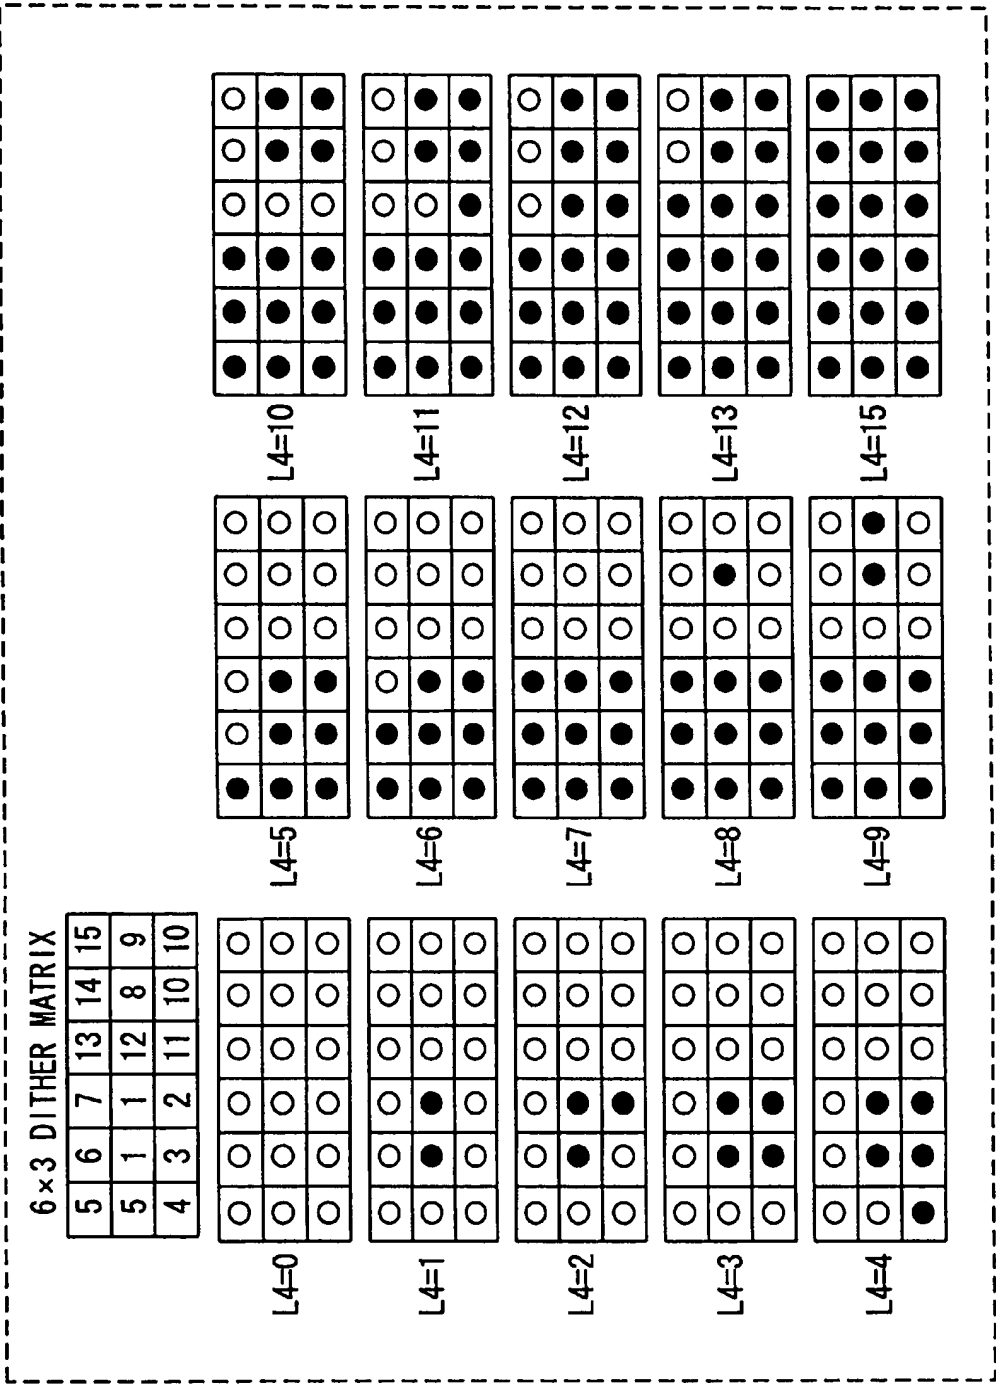 6×3 DITHER MATRIX
5 6 7 13 14 15
5 1 1 12 8 9
4 3 2 11 10 10
L4=0
L4=1
L4=2
L4=3
L4=4
L4=5
L4=6
L4=7
L4=8
L4=9
L4=10
L4=11
L4=12
L4=13
L4=15